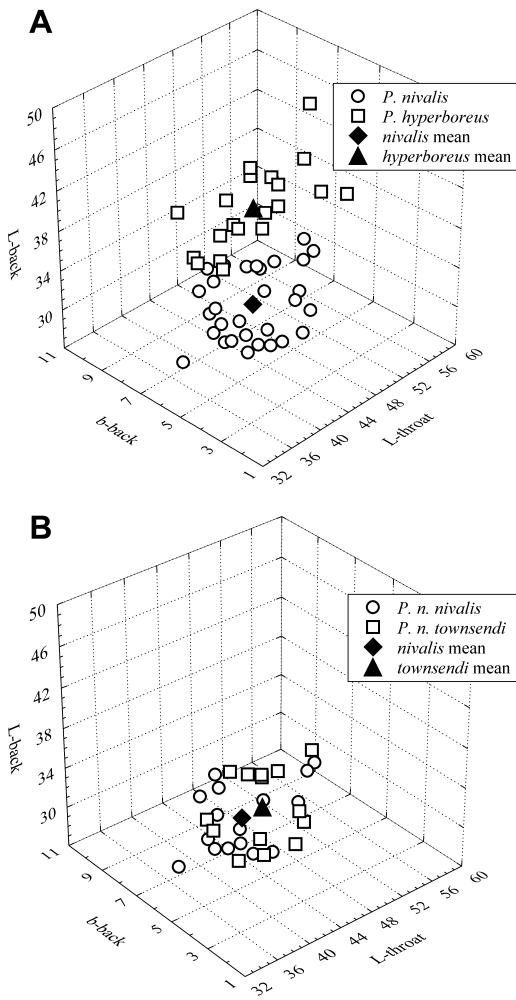 A
P. nivalis
P. hyperboreus
nivalis mean
hyperboreus mean
50
46
42
38
34
30
L-back
11
9
7
5
3
1
b-back
32
36
40
44
48
52
56
60
L-throat
B
P. n. nivalis
P. n. townsendi
nivalis mean
townsendi mean
50
46
42
38
34
30
L-back
11
9
7
5
3
1
b-back
32
36
40
44
48
52
56
60
L-throat